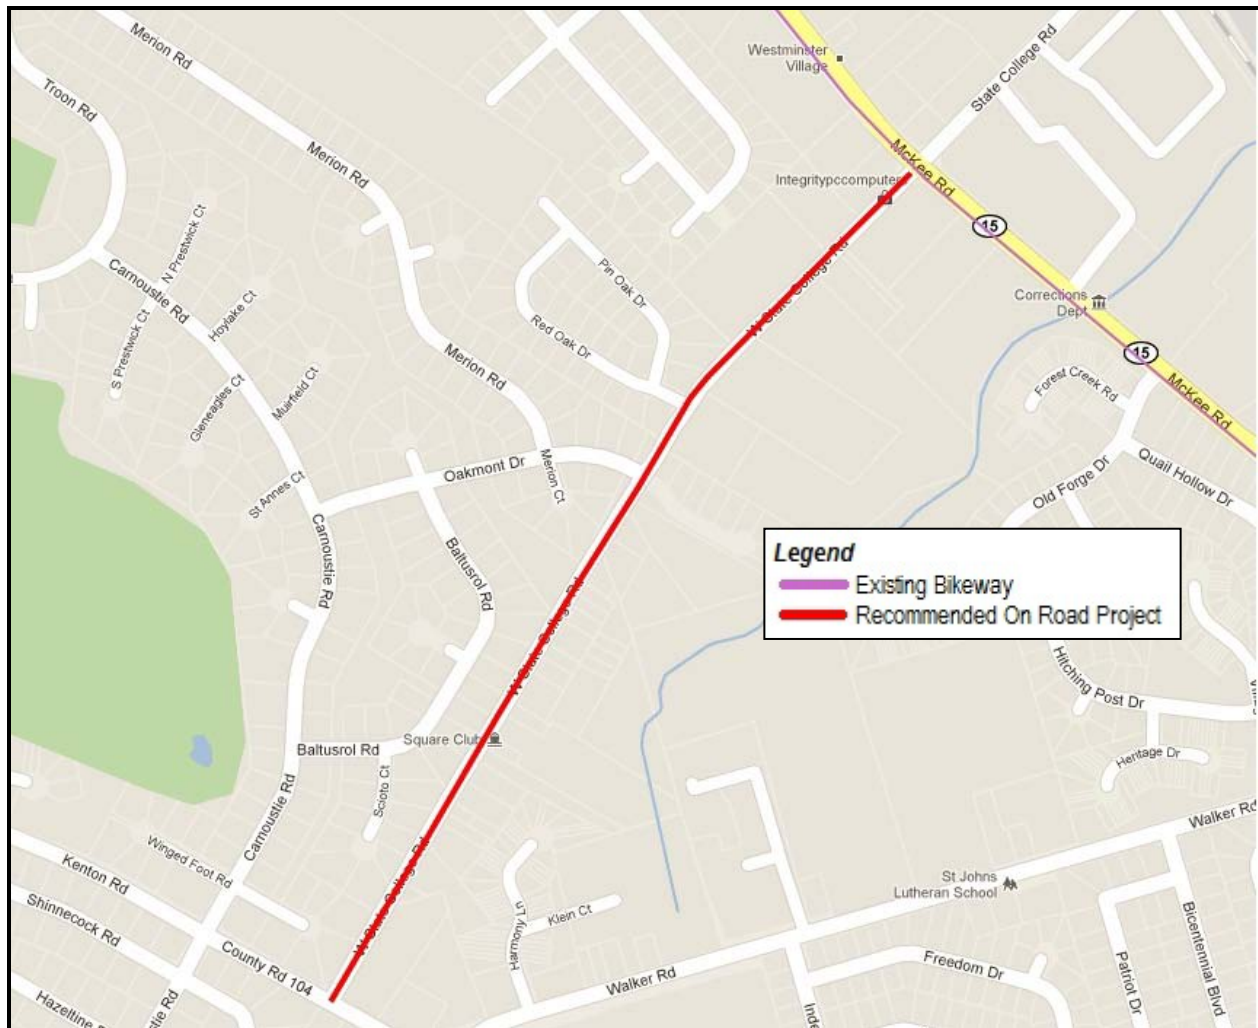 Merion Rd
Troon Rd
Westminster
Village
State College Rd
Merion Rd
McKee Rd
Integritypccomputers
15
N Prestwick Ct
Carnoustie Rd
Hoylake Ct
Pin Oak Dr
W State College Rd
Corrections
Dept
S Prestwick Ct
Red Oak Dr
Merion Rd
15
Gleneagles Ct
Muirfield Ct
Forest Creek Rd
McKee Rd
Oakmont Dr
Merion Ct
St Annes Ct
Quail Hollow Dr
Old Forge Dr
Carnoustie Rd
Baltusrol Rd
Legend
Existing Bikeway
Recommended On Road Project
W State College Rd
Hitching Post Dr
Square Club
Baltusrol Rd
Heritage Dr
Scioto Ct
Carnoustie Rd
Walker Rd
Winged Foot Rd
Kenton Rd
W State College Rd
St Johns
Lutheran School
Shinnecock Rd
Klein Ct
Harmony Ln
County Rd 104
Bicentennial Blvd
Patriot Dr
Freedom Dr
Walker Rd
Hazeltine
stie Rd
Inde